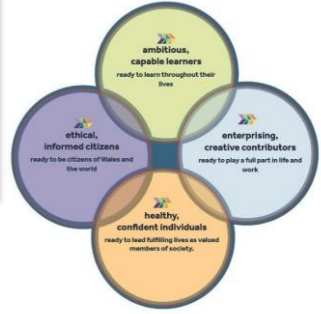 ambitious,
capable learners
ready to learn throughout their
lives
ethical,
informed citizens
ready to be citizens of Wales and
the world
enterprising,
creative contributors
ready to play a full part in life and
work
healthy,
confident individuals
ready to lead fulfilling lives as valued
members of society.